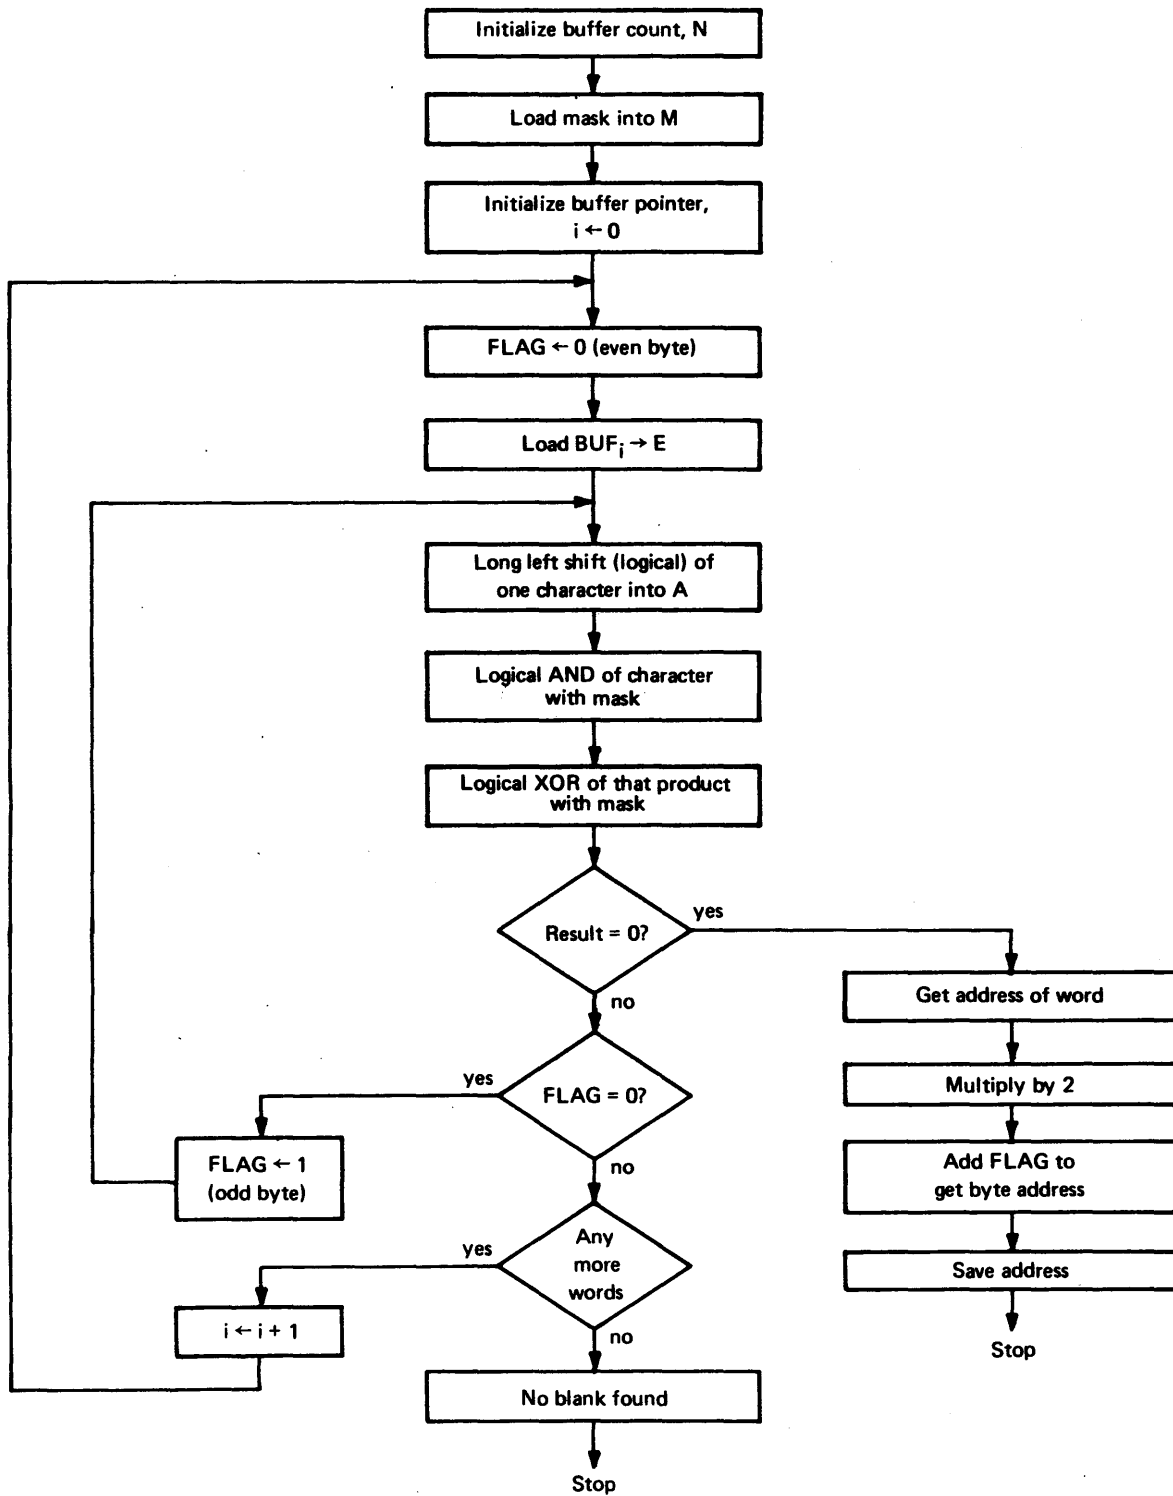 Initialize buffer count, N
Load mask into M
Initialize buffer pointer,
i ← 0
FLAG ← 0 (even byte)
Load BUFi → E
Long left shift (logical) of
one character into A
Logical AND of character
with mask
Logical XOR of that product
with mask
Result = 0?
yes
no
Get address of word
Multiply by 2
Add FLAG to
get byte address
Save address
Stop
FLAG = 0?
yes
no
FLAG ← 1
(odd byte)
Any
more
words
yes
no
i ← i + 1
No blank found
Stop